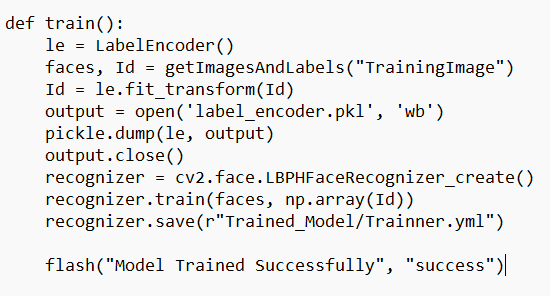 def train():
    le = LabelEncoder()
    faces, Id = getImagesAndLabels("TrainingImage")
    Id = le.fit_transform(Id)
    output = open('label_encoder.pkl', 'wb')
    pickle.dump(le, output)
    output.close()
    recognizer = cv2.face.LBPHFaceRecognizer_create()
    recognizer.train(faces, np.array(Id))
    recognizer.save(r"Trained_Model/Trainner.yml")

    flash("Model Trained Successfully", "success")